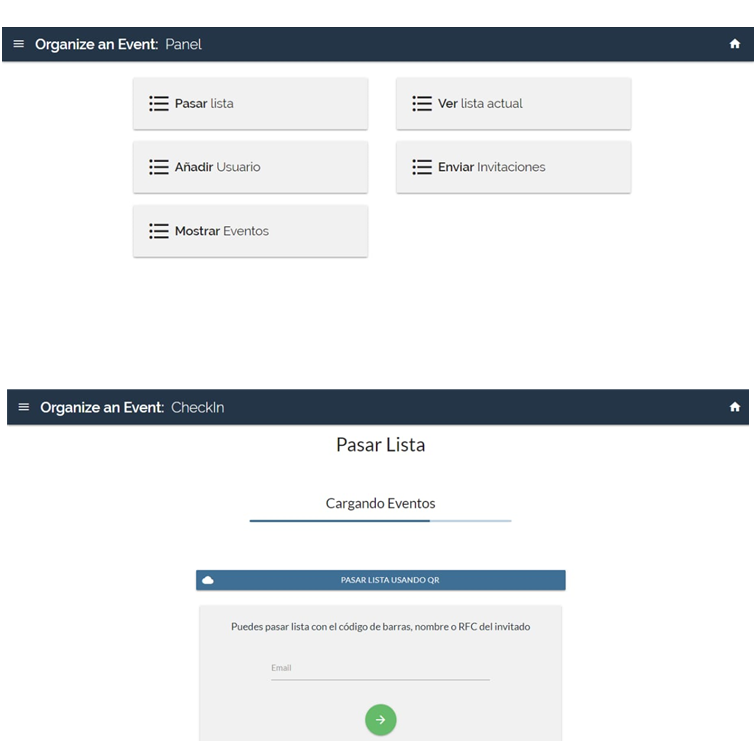 Organize an Event: Panel
Pasar lista
Ver lista actual
Añadir Usuario
Enviar Invitaciones
Mostrar Eventos
Organize an Event: CheckIn
Pasar Lista
Cargando Eventos
PASAR LISTA USANDO QR
Puedes pasar lista con el código de barras, nombre o RFC del invitado
Email